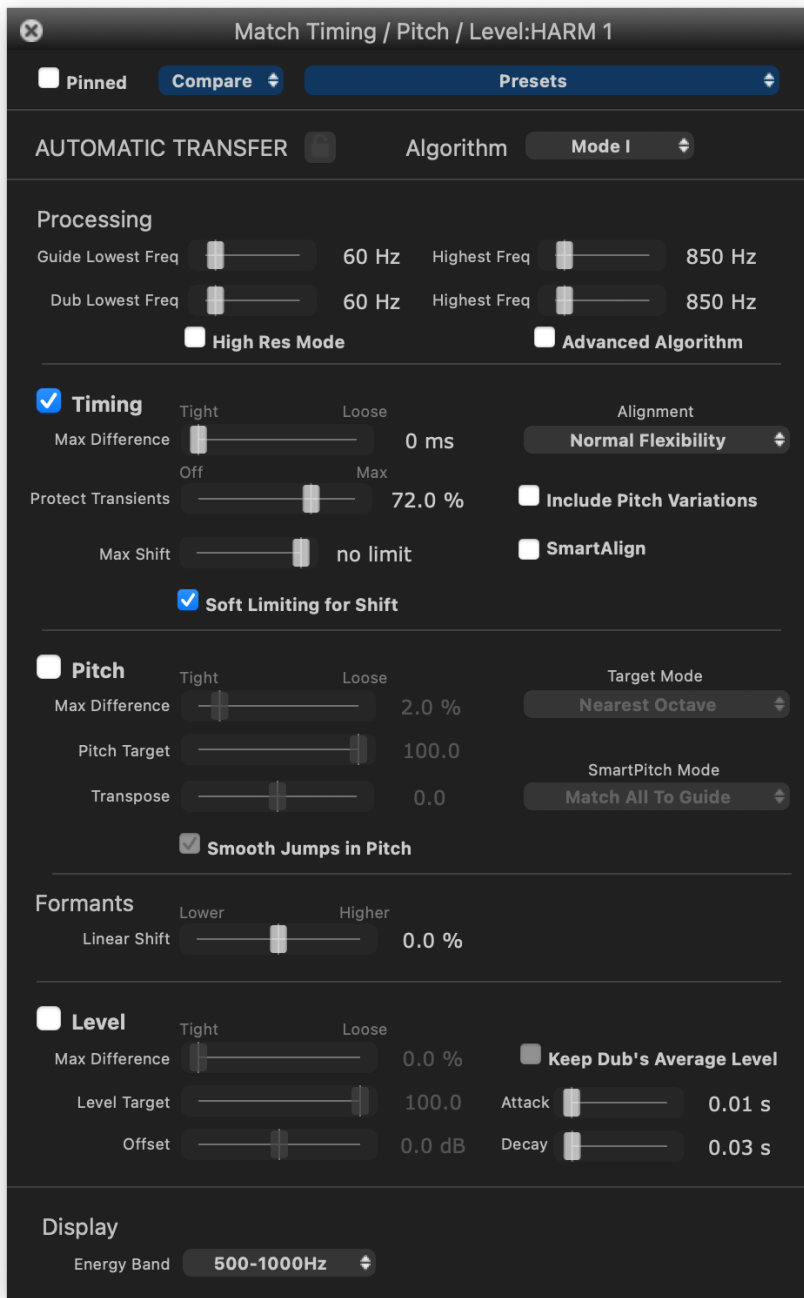 Match Timing / Pitch / Level:HARM 1
Pinned Compare Presets
AUTOMATIC TRANSFER Algorithm Mode I
Processing
Guide Lowest Freq 60 Hz Highest Freq 850 Hz
Dub Lowest Freq 60 Hz Highest Freq 850 Hz
High Res Mode Advanced Algorithm
Timing Tight Loose Alignment
Max Difference 0 ms Normal Flexibility
Off Max
Protect Transients 72.0 % Include Pitch Variations
Max Shift no limit SmartAlign
Soft Limiting for Shift
Pitch Tight Loose Target Mode
Max Difference 2.0 % Nearest Octave
Pitch Target 100.0
SmartPitch Mode
Transpose 0.0 Match All To Guide
Smooth Jumps in Pitch
Formants Lower Higher
Linear Shift 0.0 %
Level Tight Loose
Max Difference 0.0 % Keep Dub's Average Level
Level Target 100.0 Attack 0.01 s
Offset 0.0 dB Decay 0.03 s
Display
Energy Band 500-1000Hz